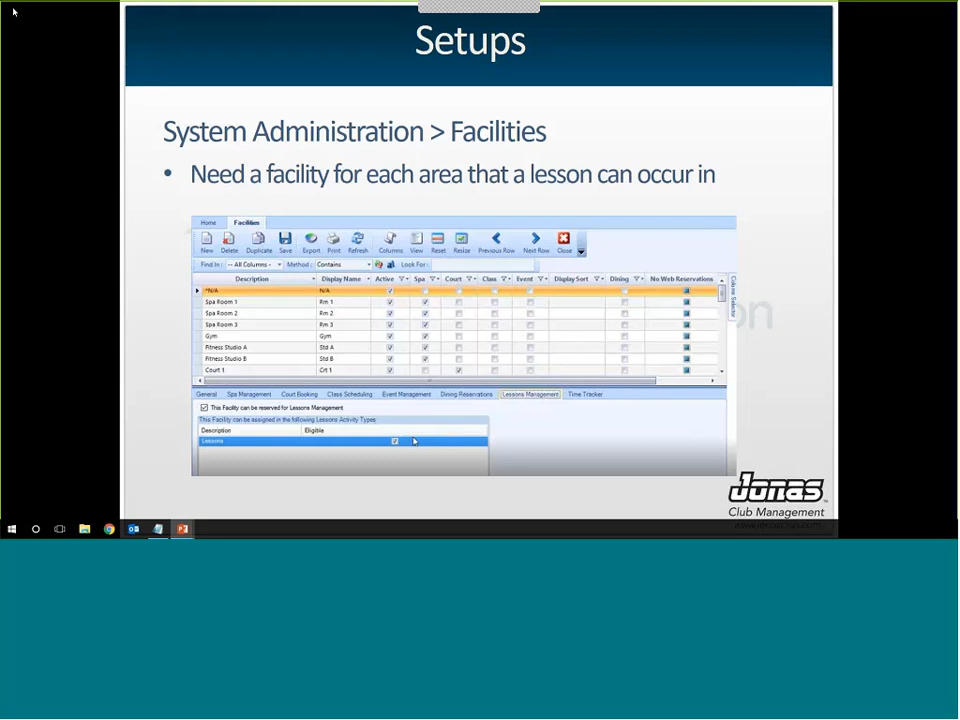 Setups
System Administration > Facilities
• Need a facility for each area that a lesson can occur in
Home Facilities
New Delete Duplicate Save Export Print Refresh Columns View Reset Resize Previous Row Next Row Close
Find In : -- All Columns - Method : Contains Look For :
Description Display Name Active Spa Court Class Event Display Sort Dining No Web Reservations
*N/A N/A
Spa Room 1 Rm 1
Spa Room 2 Rm 2
Spa Room 3 Rm 3
Gym Gym
Fitness Studio A Std A
Fitness Studio B Std B
Court 1 Crt 1
Column Selector
on
General Spa Management Court Booking Class Scheduling Event Management Dining Reservations Lessons Management Time Tracker
This Facility can be reserved for Lessons Management
This Facility can be assigned in the following Lessons Activity Types
Description Eligible
Lessons
Jonas
Club Management